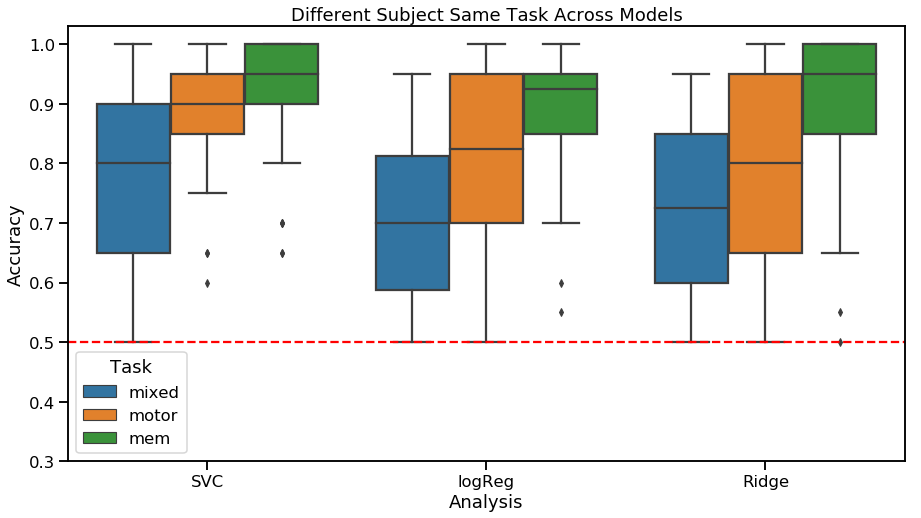 Different Subject Same Task Across Models
Accuracy
1.0
0.9
0.8
0.7
0.6
0.5
0.4
0.3
Task
mixed
motor
mem
SVC logReg Ridge
Analysis